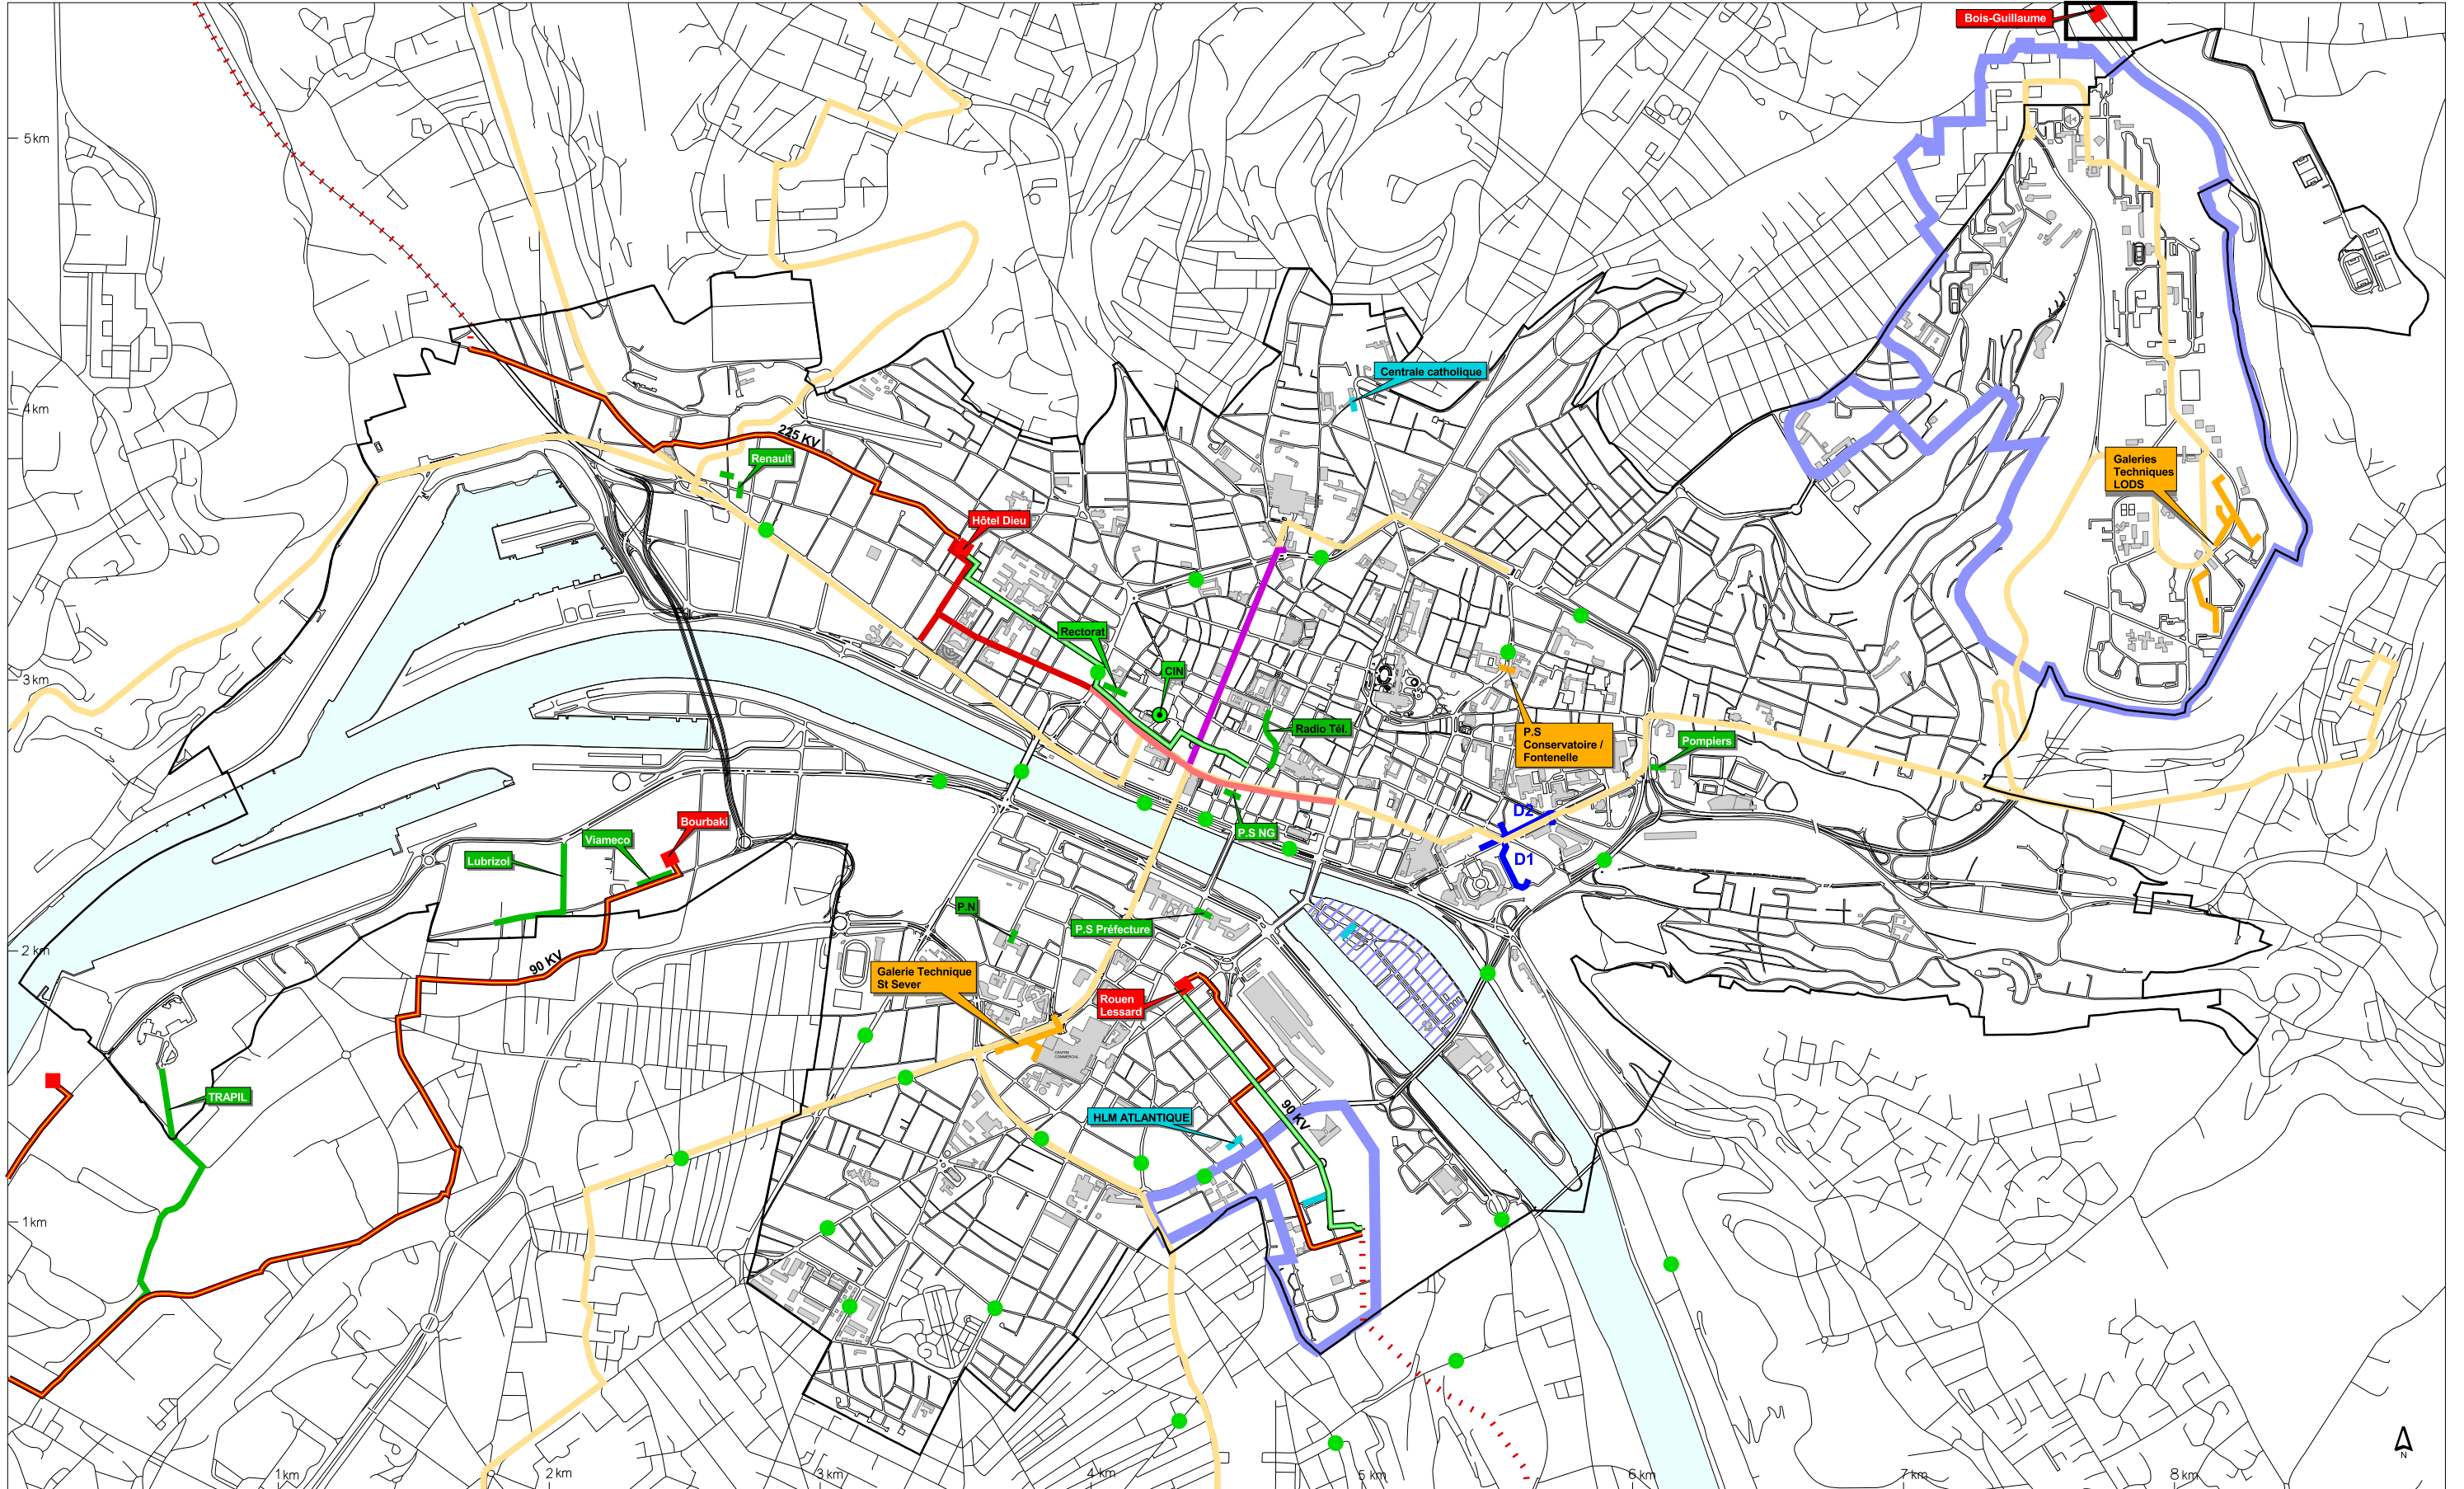 Bois-Guillaume
5 km
Centrale catholique
4 km
225 KV
Renault
Galeries
Techniques
LODS
Hôtel Dieu
Rectorat
CIN
3 km
Radio Tél.
P.S
Conservatoire /
Fontenelle
Pompiers
D2
P.S NG
Bourbaki
Viameco
Lubrizol
D1
P.N
P.S Préfecture
2 km
90 KV
Galerie Technique
St Sever
Rouen
Lessard
CENTRE
COMMERCIAL
TRAPIL
HLM ATLANTIQUE
90 KV
1 km
N
1 km
2 km
3 km
4 km
5 km
6 km
7 km
8 km